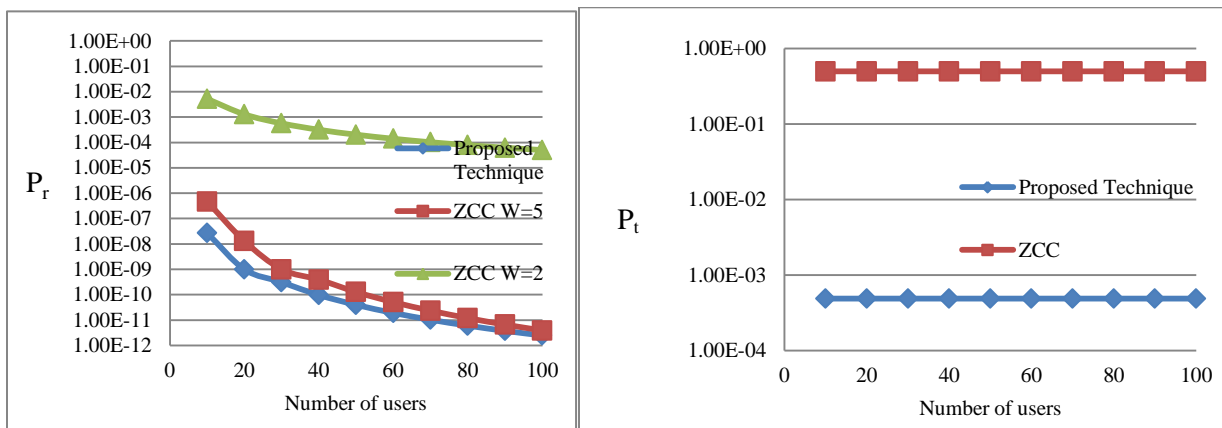 1.00E+00
1.00E-01
1.00E-02
1.00E-03
1.00E-04
1.00E-05
1.00E-06
1.00E-07
1.00E-08
1.00E-09
1.00E-10
1.00E-11
1.00E-12
Pr
Proposed
Technique
ZCC W=5
ZCC W=2
0 20 40 60 80 100
Number of users
1.00E+00
1.00E-01
1.00E-02
1.00E-03
1.00E-04
Pt
Proposed Technique
ZCC
0 20 40 60 80 100
Number of users